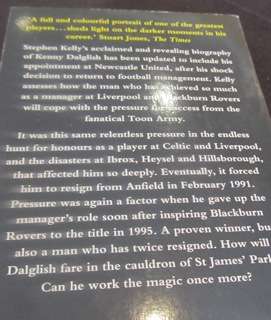 'A full and colourful portrait of one of the greatest
players . . . sheds light on the darker moments in his
career.' Stuart Jones, The Times
Stephen Kelly's acclaimed and revealing biography
of Kenny Dalglish has been updated to include his
appointment at Newcastle United, after his shock
decision to return to football management. Kelly
assesses how the man who has achieved so much
as a manager at Liverpool and Blackburn Rovers
will cope with the pressure for success from the
fanatical Toon Army.
It was this same relentless pressure in the endless
hunt for honours as a player at Celtic and Liverpool,
and the disasters at Ibrox, Heysel and Hillsborough,
that affected him so deeply. Eventually, it forced
him to resign from Anfield in February 1991.
Pressure was again a factor when he gave up the
manager's role soon after inspiring Blackburn
Rovers to the title in 1995. A proven winner, but
also a man who has twice resigned. How will
Dalglish fare in the cauldron of St James' Park
Can he work the magic once more?